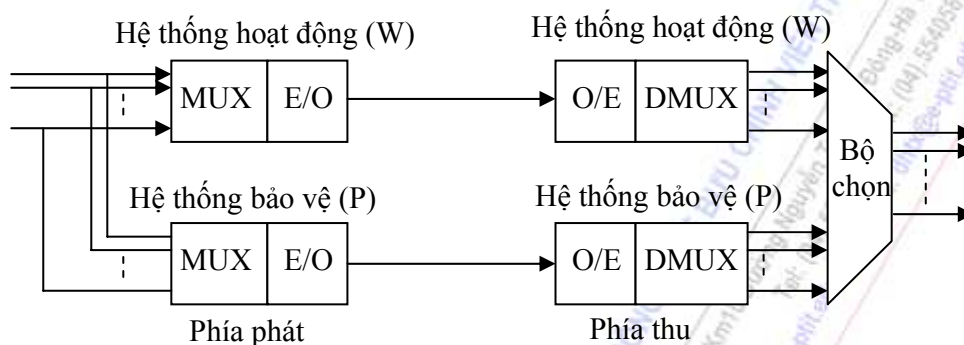 Hệ thống hoạt động (W)
Hệ thống hoạt động (W)
MUX
E/O
O/E
DMUX
Bộ
chọn
Hệ thống bảo vệ (P)
Hệ thống bảo vệ (P)
MUX
E/O
O/E
DMUX
Phía phát
Phía thu